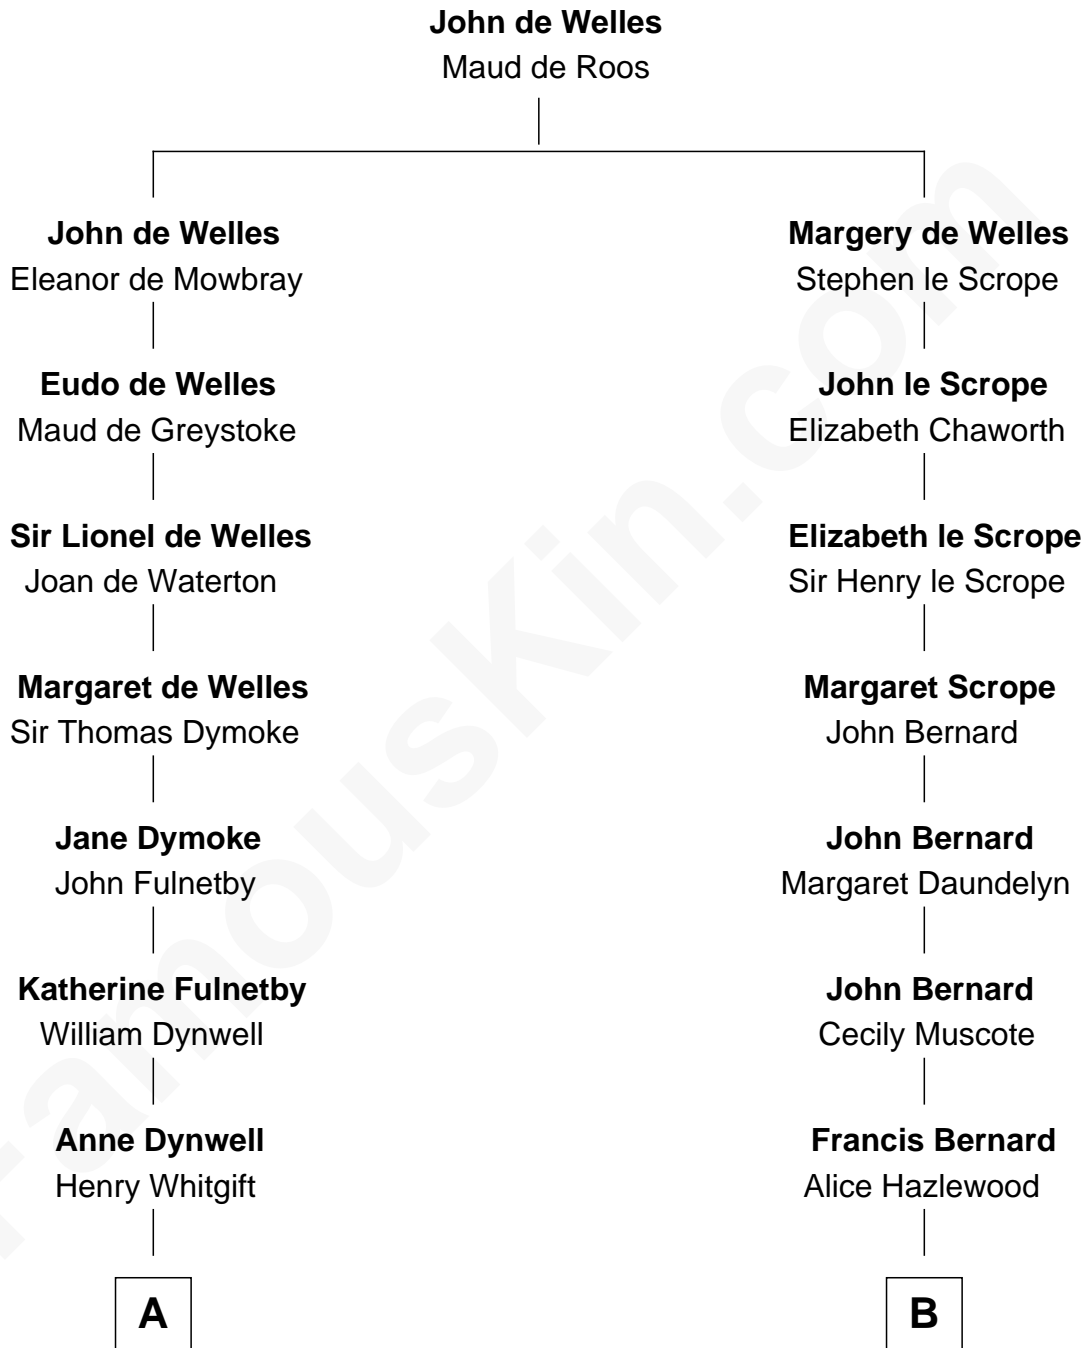 John de Welles
Maud de Roos
John de Welles
Eleanor de Mowbray
Margery de Welles
Stephen le Scrope
Eudo de Welles
Maud de Greystoke
John le Scrope
Elizabeth Chaworth
Sir Lionel de Welles
Joan de Waterton
Elizabeth le Scrope
Sir Henry le Scrope
Margaret de Welles
Sir Thomas Dymoke
Margaret Scrope
John Bernard
Jane Dymoke
John Fulnetby
John Bernard
Margaret Daundelyn
Katherine Fulnetby
William Dynwell
John Bernard
Cecily Muscote
Anne Dynwell
Henry Whitgift
Francis Bernard
Alice Hazlewood
A
B
FamousKin.com